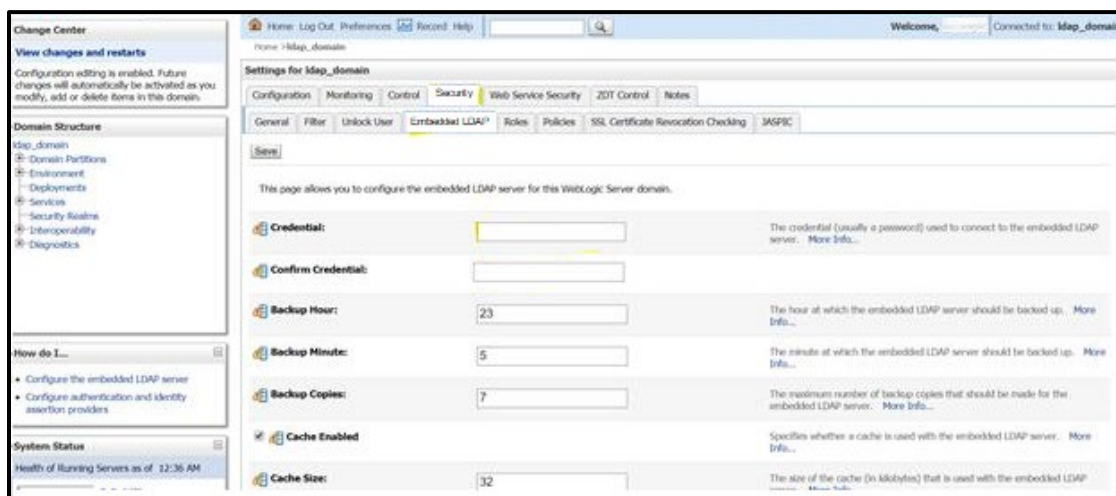 Change Center
View changes and restarts
Configuration editing is enabled. Future
changes will automatically be activated as you
modify, add or delete items in this domain.
Domain Structure
ldap_domain
Domain Partitions
Environment
Deployments
Services
Security Realms
Interoperability
Diagnostics
How do I...
Configure the embedded LDAP server
Configure authentication and identity
assertion providers
System Status
Health of Running Servers as of 12:36 AM
Home Log Out Preferences Record Help
Welcome,
Connected to: ldap_domai
Home >ldap_domain
Settings for ldap_domain
Configuration Monitoring Control Security Web Service Security ZDT Control Notes
General Filter Unlock User Embedded LDAP Roles Policies SSL Certificate Revocation Checking JASPIC
Save
This page allows you to configure the embedded LDAP server for this WebLogic Server domain.
Credential:
The credential (usually a password) used to connect to the embedded LDAP
server. More Info...
Confirm Credential:
Backup Hour:
23
The hour at which the embedded LDAP server should be backed up. More
Info...
Backup Minute:
5
The minute at which the embedded LDAP server should be backed up. More
Info...
Backup Copies:
7
The maximum number of backup copies that should be made for the
embedded LDAP server. More Info...
Cache Enabled
Specifies whether a cache is used with the embedded LDAP server. More
Info...
Cache Size:
32
The size of the cache (in kilobytes) that is used with the embedded LDAP